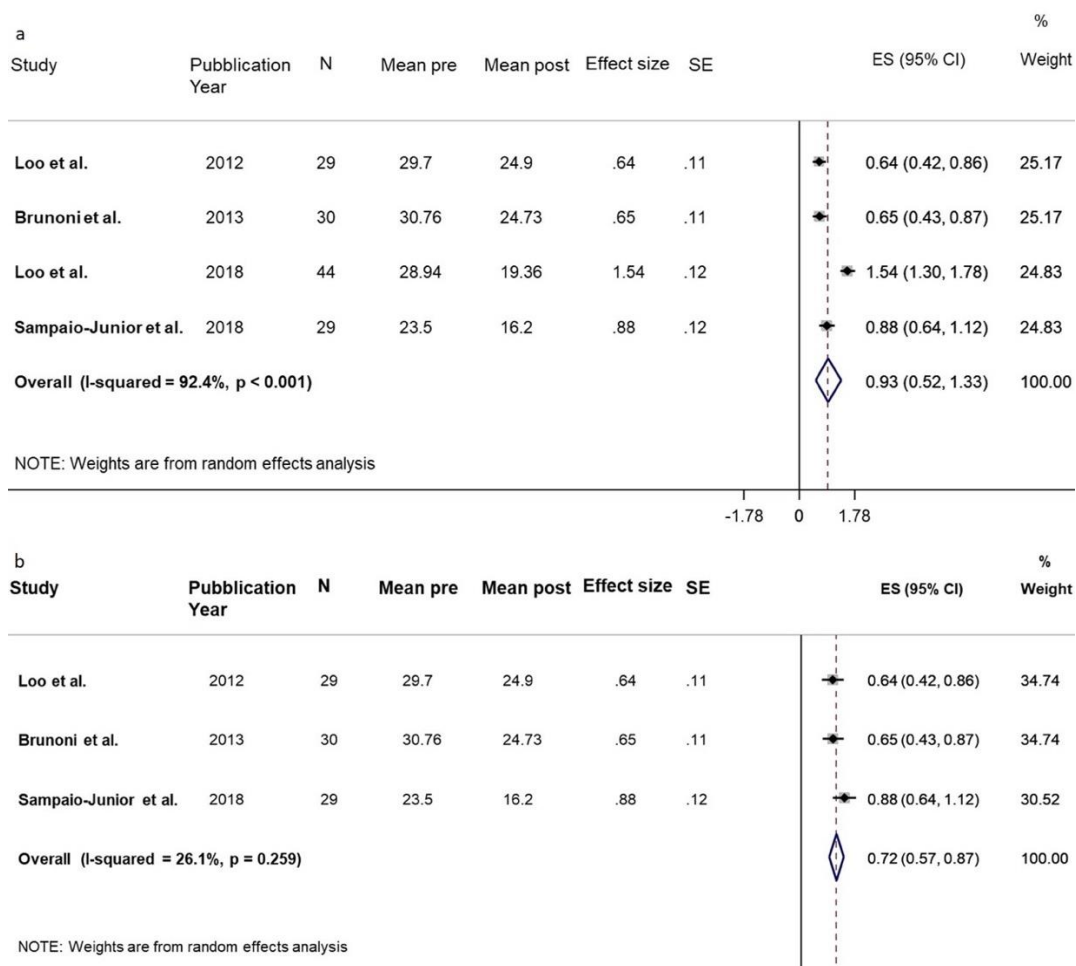 a
Study Pubblication Year N Mean pre Mean post Effect size SE ES (95% CI) % Weight
Loo et al. 2012 29 29.7 24.9 .64 .11 0.64 (0.42, 0.86) 25.17
Brunoni et al. 2013 30 30.76 24.73 .65 .11 0.65 (0.43, 0.87) 25.17
Loo et al. 2018 44 28.94 19.36 1.54 .12 1.54 (1.30, 1.78) 24.83
Sampaio-Junior et al. 2018 29 23.5 16.2 .88 .12 0.88 (0.64, 1.12) 24.83
Overall (I-squared = 92.4%, p < 0.001) 0.93 (0.52, 1.33) 100.00
NOTE: Weights are from random effects analysis
-1.78 0 1.78
b
Study Pubblication Year N Mean pre Mean post Effect size SE ES (95% CI) % Weight
Loo et al. 2012 29 29.7 24.9 .64 .11 0.64 (0.42, 0.86) 34.74
Brunoni et al. 2013 30 30.76 24.73 .65 .11 0.65 (0.43, 0.87) 34.74
Sampaio-Junior et al. 2018 29 23.5 16.2 .88 .12 0.88 (0.64, 1.12) 30.52
Overall (I-squared = 26.1%, p = 0.259) 0.72 (0.57, 0.87) 100.00
NOTE: Weights are from random effects analysis